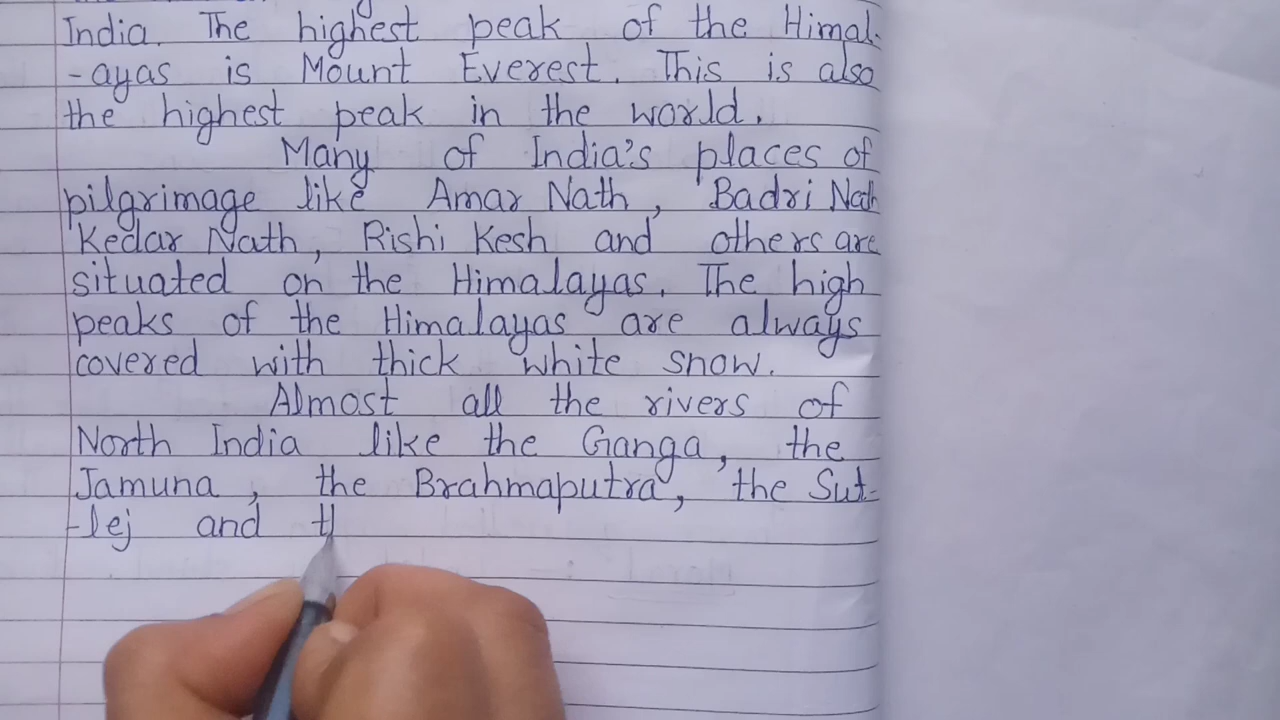 India. The highest peak of the Himal-
-ayas is Mount Everest. This is also
the highest peak in the world.
Many of India's places of
pilgrimage like Amar Nath, Badri Nath
Kedar Nath, Rishi Kesh and others are
situated on the Himalayas. The high
peaks of the Himalayas are always
covered with thick white snow.
Almost all the rivers of
North India like the Ganga, the
Jamuna, the Brahmaputra, the Sut-
-lej and th